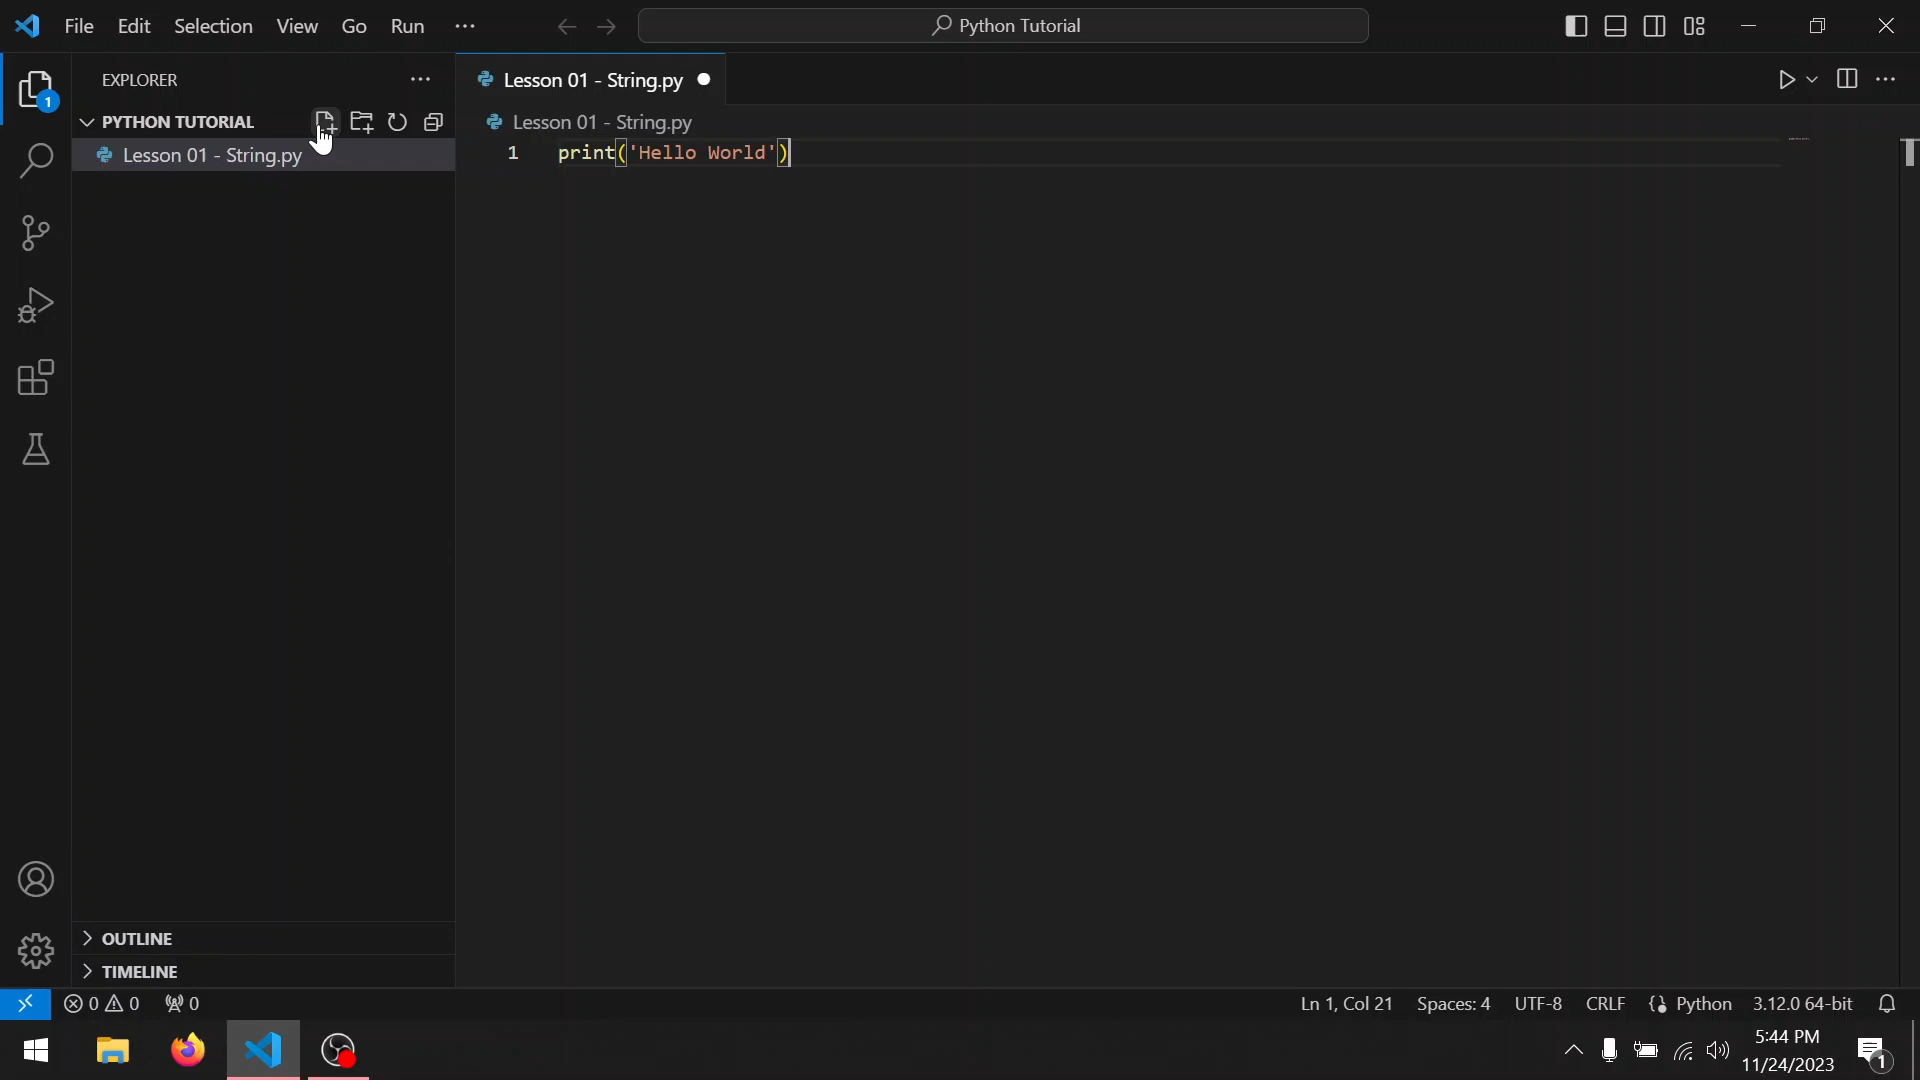 File Edit Selection View Go Run ··· Python Tutorial
EXPLORER ···
PYTHON TUTORIAL
Lesson 01 - String.py
Lesson 01 - String.py
Lesson 01 - String.py
1 print('Hello World')
OUTLINE
TIMELINE
0 0 0
Ln 1, Col 21 Spaces: 4 UTF-8 CRLF Python 3.12.0 64-bit
5:44 PM
11/24/2023
1
1